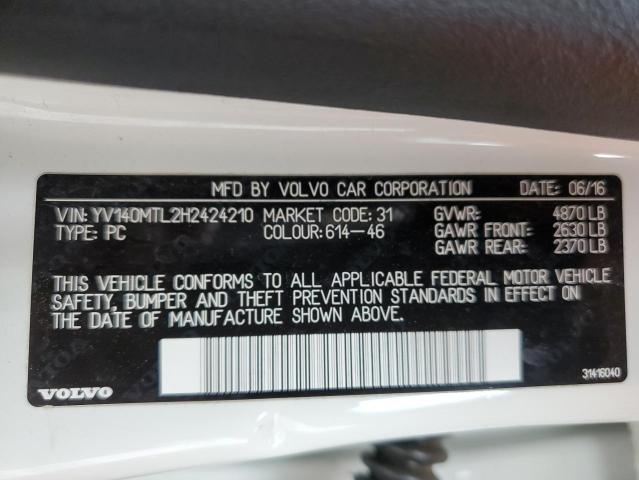 MFD BY VOLVO CAR CORPORATION DATE: 06/16
VIN: YV140MTL2H2424210 MARKET CODE: 31 GVWR: 4870 LB
TYPE: PC COLOUR: 614-46 GAWR FRONT: 2630 LB
GAWR REAR: 2370 LB
THIS VEHICLE CONFORMS TO ALL APPLICABLE FEDERAL MOTOR VEHICLE
SAFETY, BUMPER AND THEFT PREVENTION STANDARDS IN EFFECT ON
THE DATE OF MANUFACTURE SHOWN ABOVE.
VOLVO 31416040